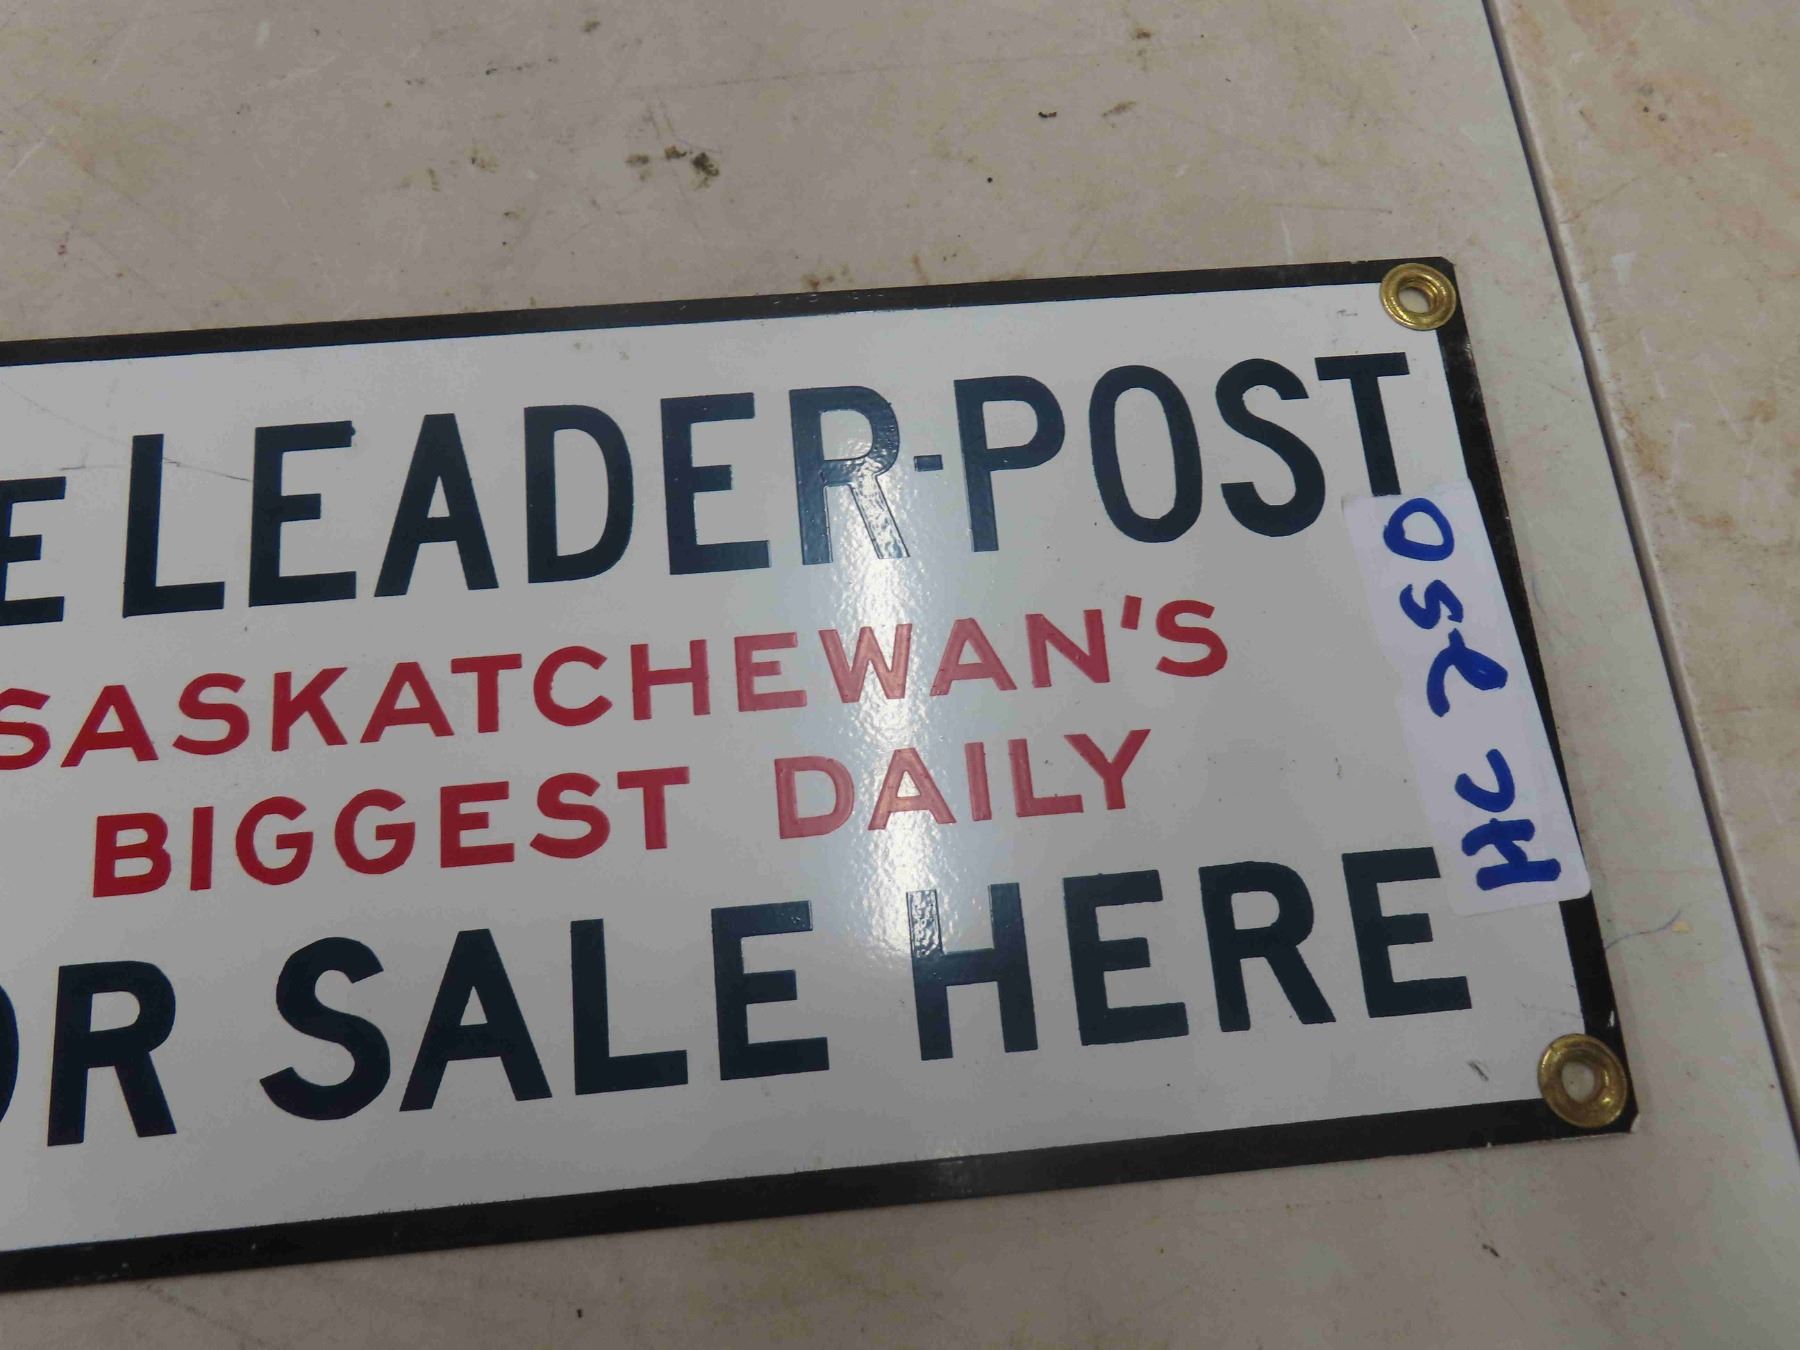 E LEADER-POST
SASKATCHEWAN'S
BIGGEST DAILY
OR SALE HERE
HC 250